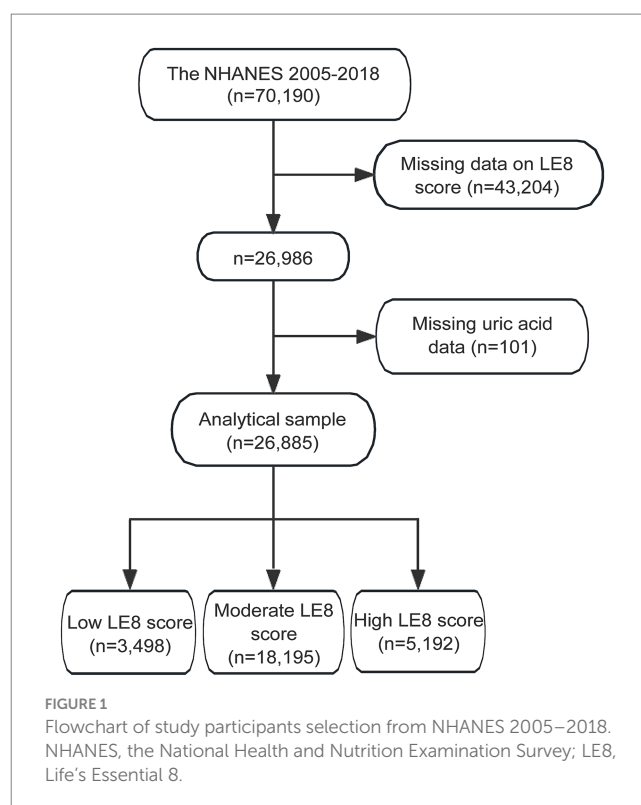 The NHANES 2005-2018
(n=70,190)
Missing data on LE8
score (n=43,204)
n=26,986
Missing uric acid
data (n=101)
Analytical sample
(n=26,885)
Low LE8 score
(n=3,498)
Moderate LE8
score
(n=18,195)
High LE8 score
(n=5,192)
FIGURE 1
Flowchart of study participants selection from NHANES 2005–2018.
NHANES, the National Health and Nutrition Examination Survey; LE8,
Life’s Essential 8.